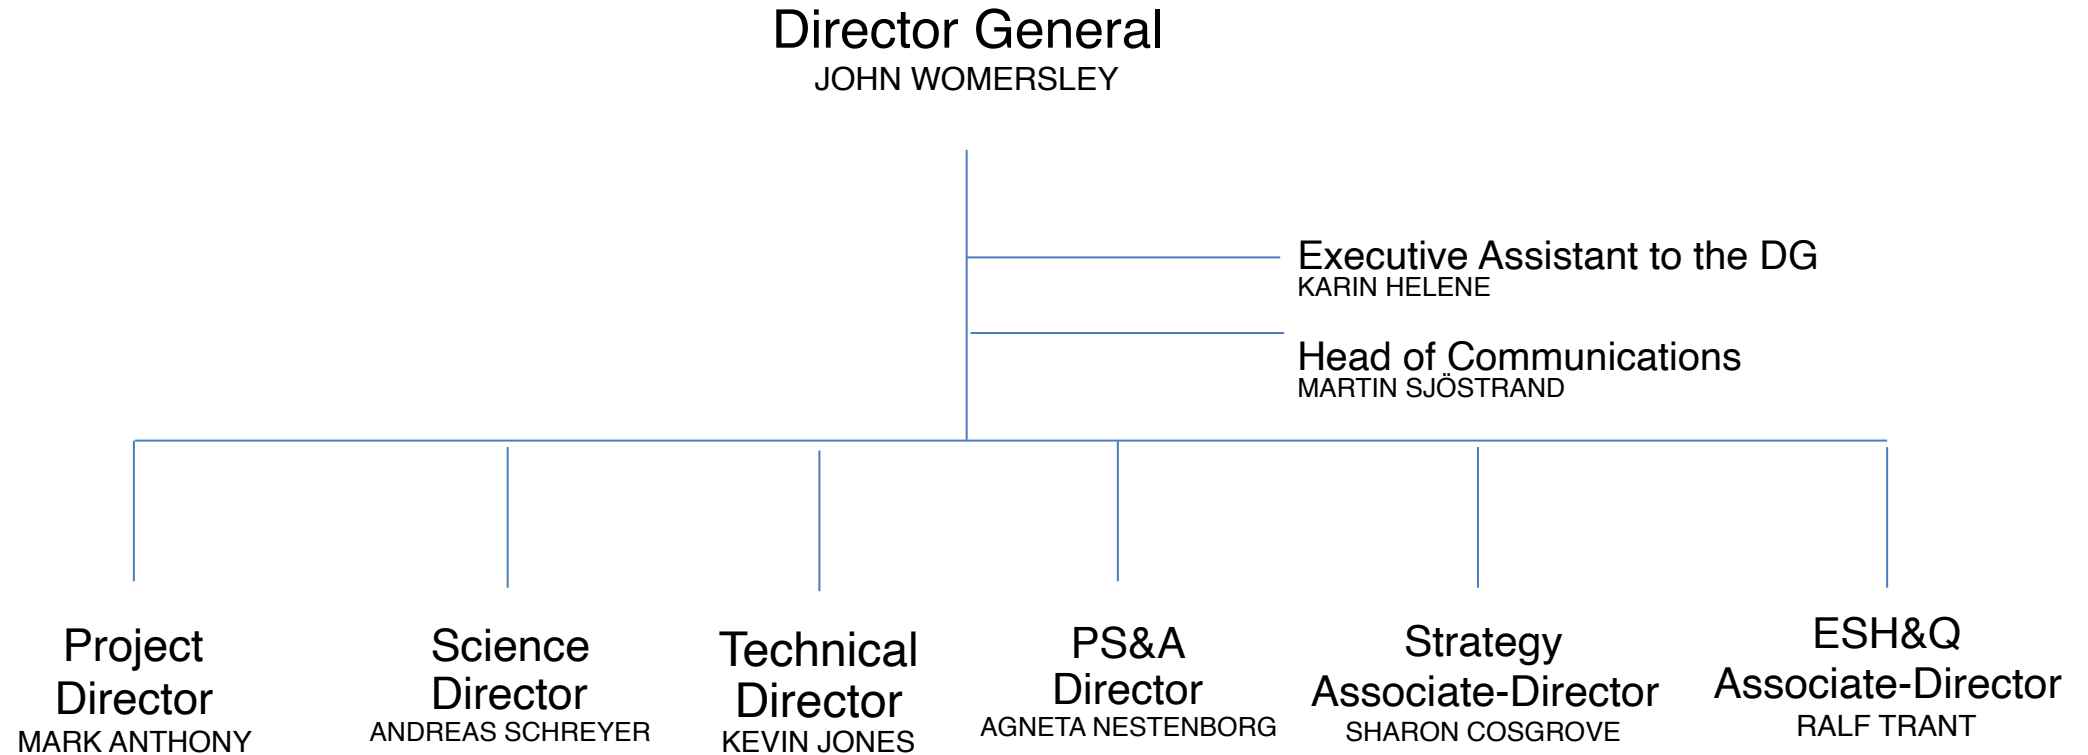 Director General
JOHN WOMERSLEY
Executive Assistant to the DG
KARIN HELENE
Head of Communications
MARTIN SJÖSTRAND
Project
Director
MARK ANTHONY
Science
Director
ANDREAS SCHREYER
Technical
Director
KEVIN JONES
PS&A
Director
AGNETA NESTENBORG
Strategy
Associate-Director
SHARON COSGROVE
ESH&Q
Associate-Director
RALF TRANT